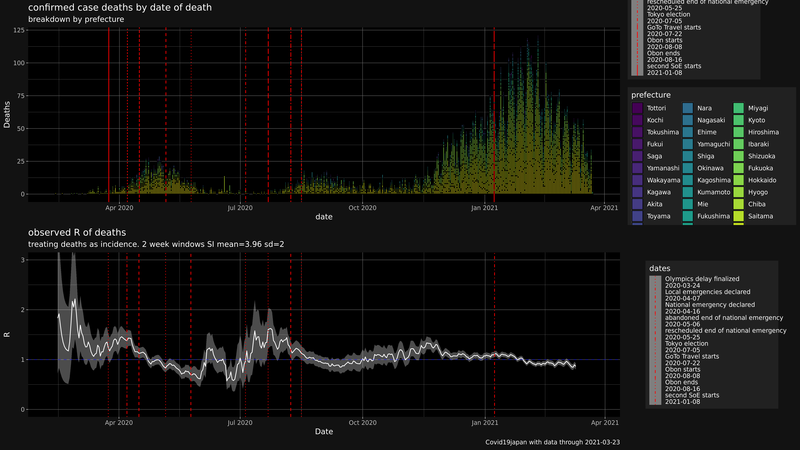 confirmed case deaths by date of death
breakdown by prefecture
125
100
75
50
25
0
Deaths
Apr 2020
Jul 2020
Oct 2020
Jan 2021
Apr 2021
date
rescheduled end of national emergency
2020-05-25
Tokyo election
2020-07-05
GoTo Travel starts
2020-07-22
Obon starts
2020-08-08
Obon ends
2020-08-16
second SoE starts
2021-01-08
prefecture
Tottori Nara Miyagi
Kochi Nagasaki Kyoto
Tokushima Ehime Hiroshima
Fukui Yamaguchi Ibaraki
Saga Shiga Shizuoka
Yamanashi Okinawa Fukuoka
Wakayama Kagoshima Hokkaido
Kagawa Kumamoto Hyogo
Akita Mie Chiba
Toyama Fukushima Saitama
observed R of deaths
treating deaths as incidence. 2 week windows SI mean=3.96 sd=2
3
2
1
0
R
Apr 2020
Jul 2020
Oct 2020
Jan 2021
Apr 2021
Date
dates
Olympics delay finalized
2020-03-24
Local emergencies declared
2020-04-07
National emergency declared
2020-04-16
abandoned end of national emergency
2020-05-06
rescheduled end of national emergency
2020-05-25
Tokyo election
2020-07-05
GoTo Travel starts
2020-07-22
Obon starts
2020-08-08
Obon ends
2020-08-16
second SoE starts
2021-01-08
Covid19japan with data through 2021-03-23